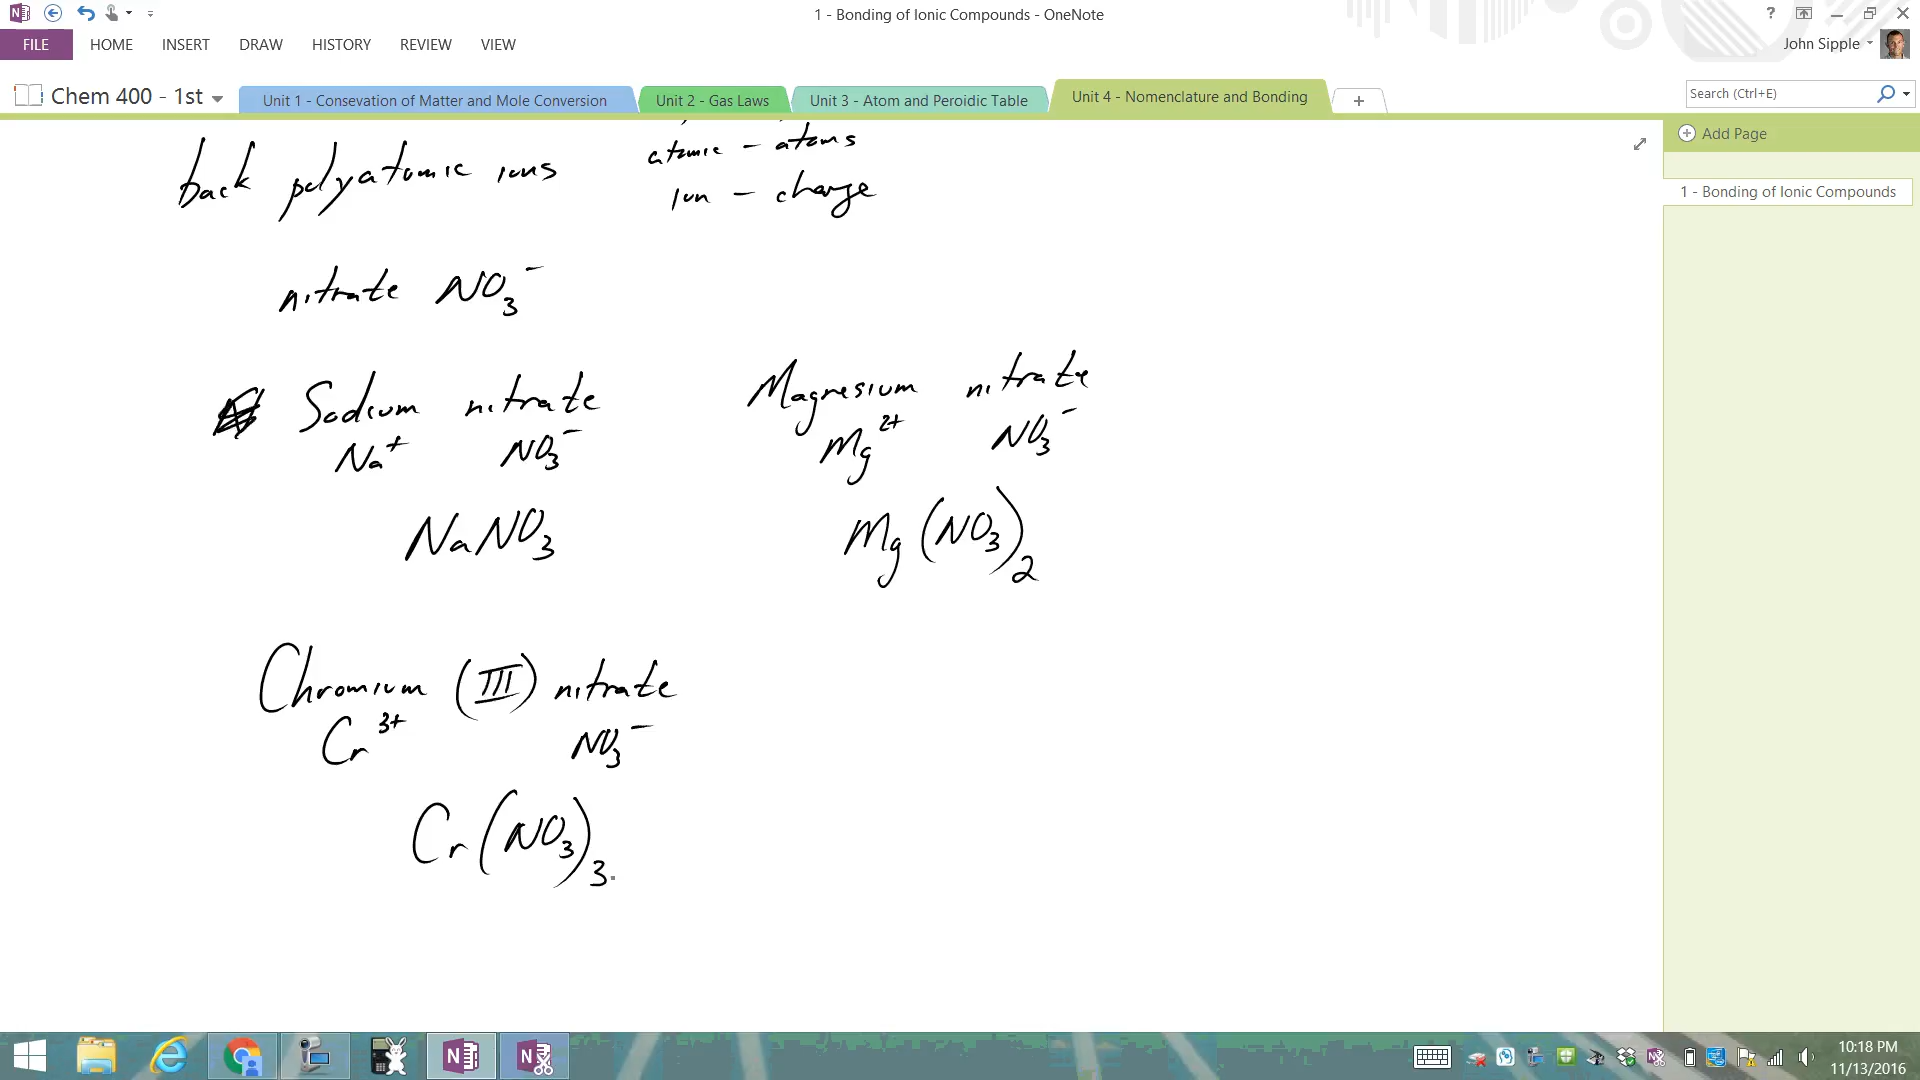 1 - Bonding of Ionic Compounds - OneNote
?
FILE HOME INSERT DRAW HISTORY REVIEW VIEW
John Sipple
Chem 400 - 1st
Unit 1 - Consevation of Matter and Mole Conversion
Unit 2 - Gas Laws
Unit 3 - Atom and Peroidic Table
Unit 4 - Nomenclature and Bonding
+
Search (Ctrl+E)
Add Page
1 - Bonding of Ionic Compounds
atomic - atoms
back polyatomic ions
ion - charge
nitrate NO₃⁻
Sodium nitrate
Na⁺ NO₃⁻
NaNO₃
Magnesium nitrate
Mg²⁺ NO₃⁻
Mg(NO₃)₂
Chromium (III) nitrate
Cr³⁺ NO₃⁻
Cr(NO₃)₃
10:18 PM
11/13/2016